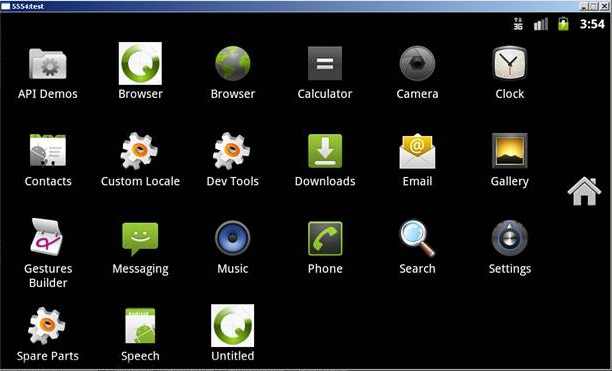 5554:test
3G
3:54
API Demos
Browser
Browser
Calculator
Camera
Clock
Contacts
Custom Locale
Dev Tools
Downloads
Email
Gallery
Gestures
Builder
Messaging
Music
Phone
Search
Settings
Spare Parts
Speech
Untitled